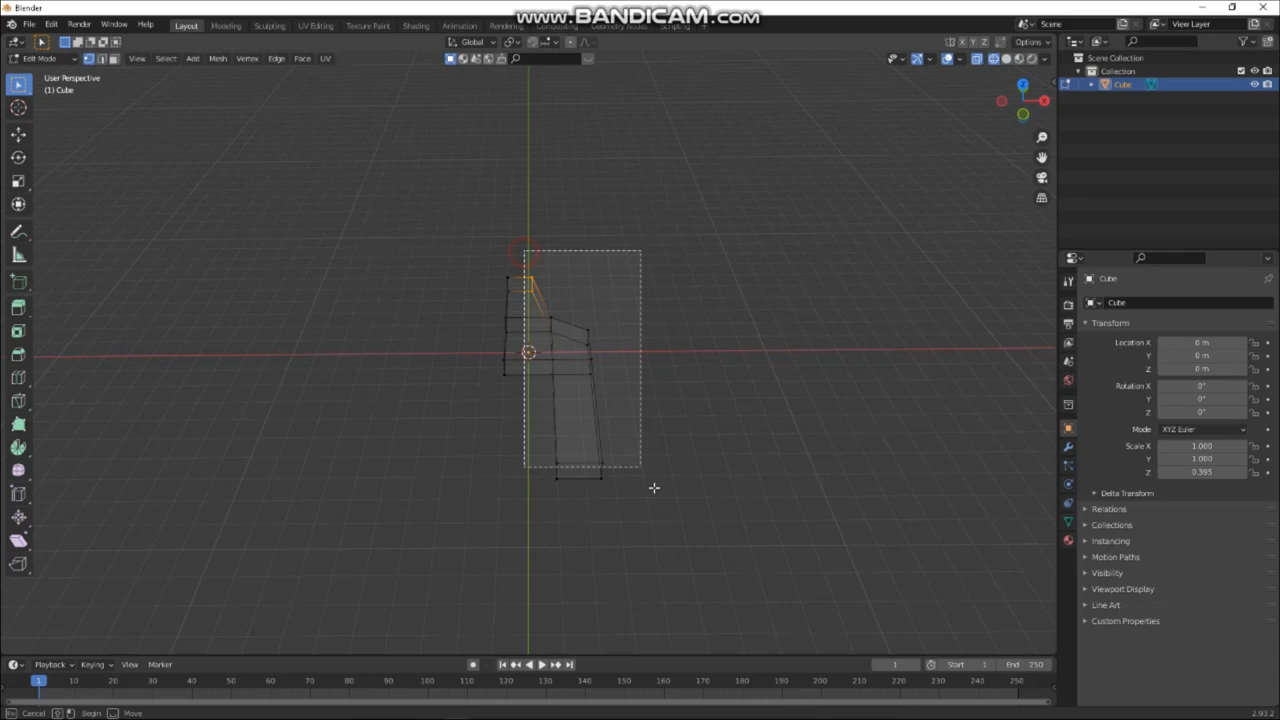 Blender
www.BANDICAM.com
File Edit Render Window Help Layout Modeling Sculpting UV Editing Texture Paint Shading Animation Rendering Compositing Geometry Nodes Scripting Scene View Layer
Global X Y Z Options
Edit Mode View Select Add Mesh Vertex Edge Face UV
Scene Collection
Collection
Cube
User Perspective
(1) Cube
Z
X
Cube
Cube
Transform
Location X 0 m
Y 0 m
Z 0 m
Rotation X 0°
Y 0°
Z 0°
Mode XYZ Euler
Scale X 1.000
Y 1.000
Z 0.395
Delta Transform
Relations
Collections
Instancing
Motion Paths
Visibility
Viewport Display
Line Art
Custom Properties
Playback Keying View Marker 1 Start 1 End 250
1 10 20 30 40 50 60 70 80 90 100 110 120 130 140 150 160 170 180 190 200 210 220 230 240 250
Cancel Begin Move 2.93.2